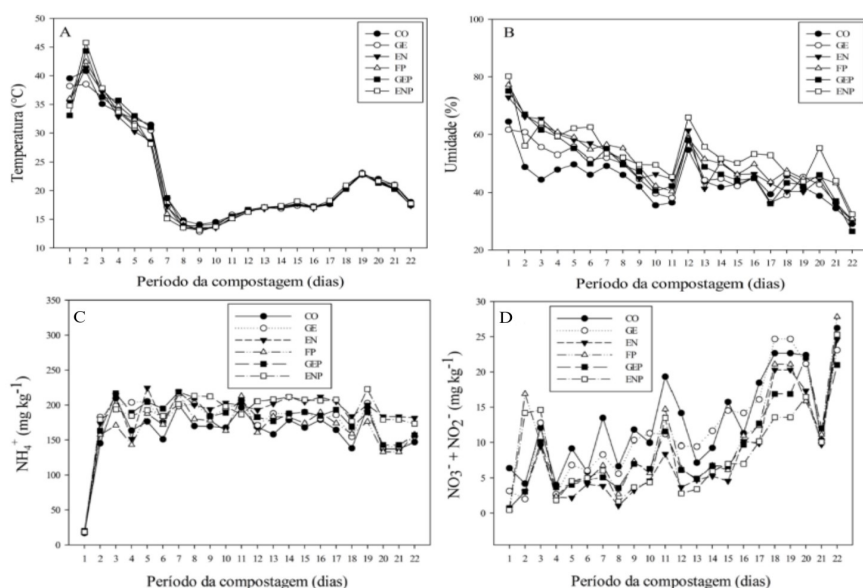 A
CO
GE
EN
FP
GEP
ENP
Temperatura (°C)
50
45
40
35
30
25
20
15
10
1 2 3 4 5 6 7 8 9 10 11 12 13 14 15 16 17 18 19 20 21 22
Período da compostagem (dias)
B
CO
GE
EN
FP
GEP
ENP
Umidade (%)
100
80
60
40
20
1 2 3 4 5 6 7 8 9 10 11 12 13 14 15 16 17 18 19 20 21 22
Período da compostagem (dias)
C
CO
GE
EN
FP
GEP
ENP
NH₄⁺ (mg kg⁻¹)
350
300
250
200
150
100
50
0
1 2 3 4 5 6 7 8 9 10 11 12 13 14 15 16 17 18 19 20 21 22
Período da compostagem (dias)
D
CO
GE
EN
FP
GEP
ENP
NO₃⁻ + NO₂⁻ (mg kg⁻¹)
30
25
20
15
10
5
0
1 2 3 4 5 6 7 8 9 10 11 12 13 14 15 16 17 18 19 20 21 22
Período da compostagem (dias)